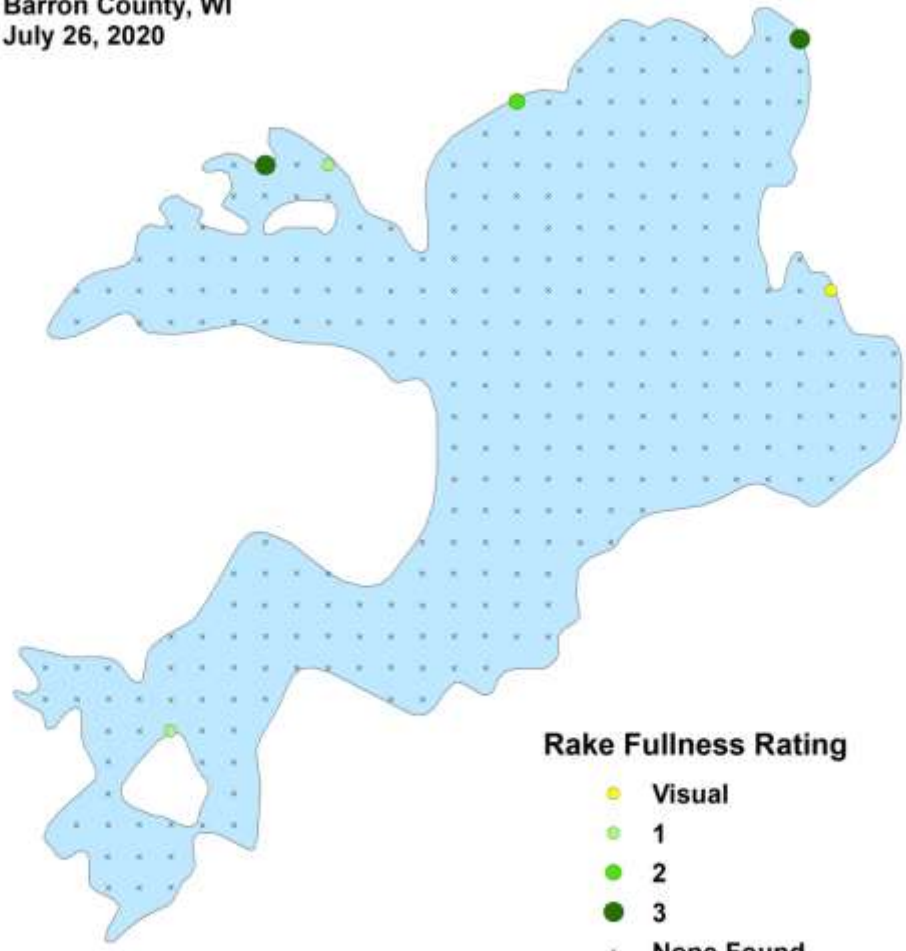 Barron County, WI
July 26, 2020
Rake Fullness Rating
Visual
1
2
3
None Found